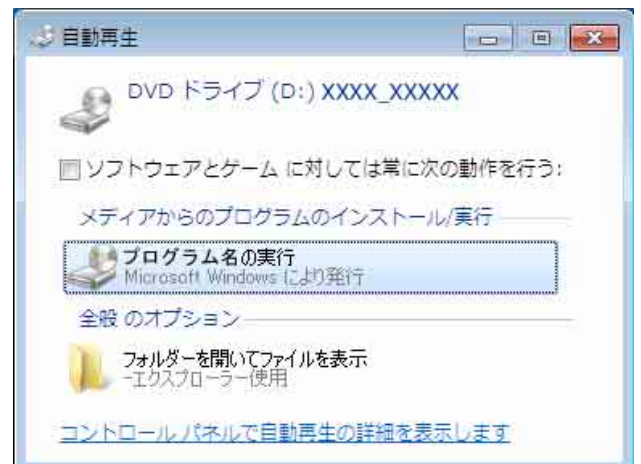 自動再生
DVD ドライブ (D:) XXXX_XXXXX
ソフトウェアとゲーム に対しては常に次の動作を行う:
メディアからのプログラムのインストール/実行
プログラム名の実行
Microsoft Windows により発行
全般 のオプション
フォルダーを開いてファイルを表示
-エクスプローラー使用
コントロール パネルで自動再生の詳細を表示します